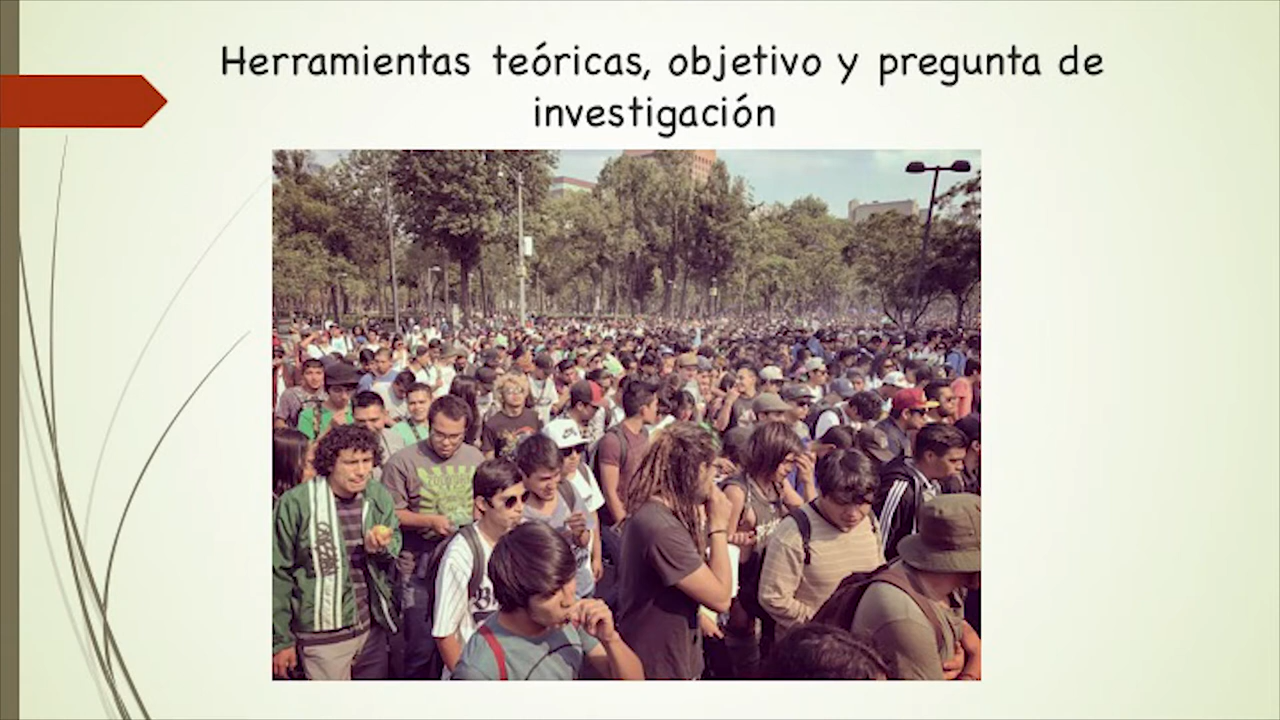 Herramientas teóricas, objetivo y pregunta de
investigación